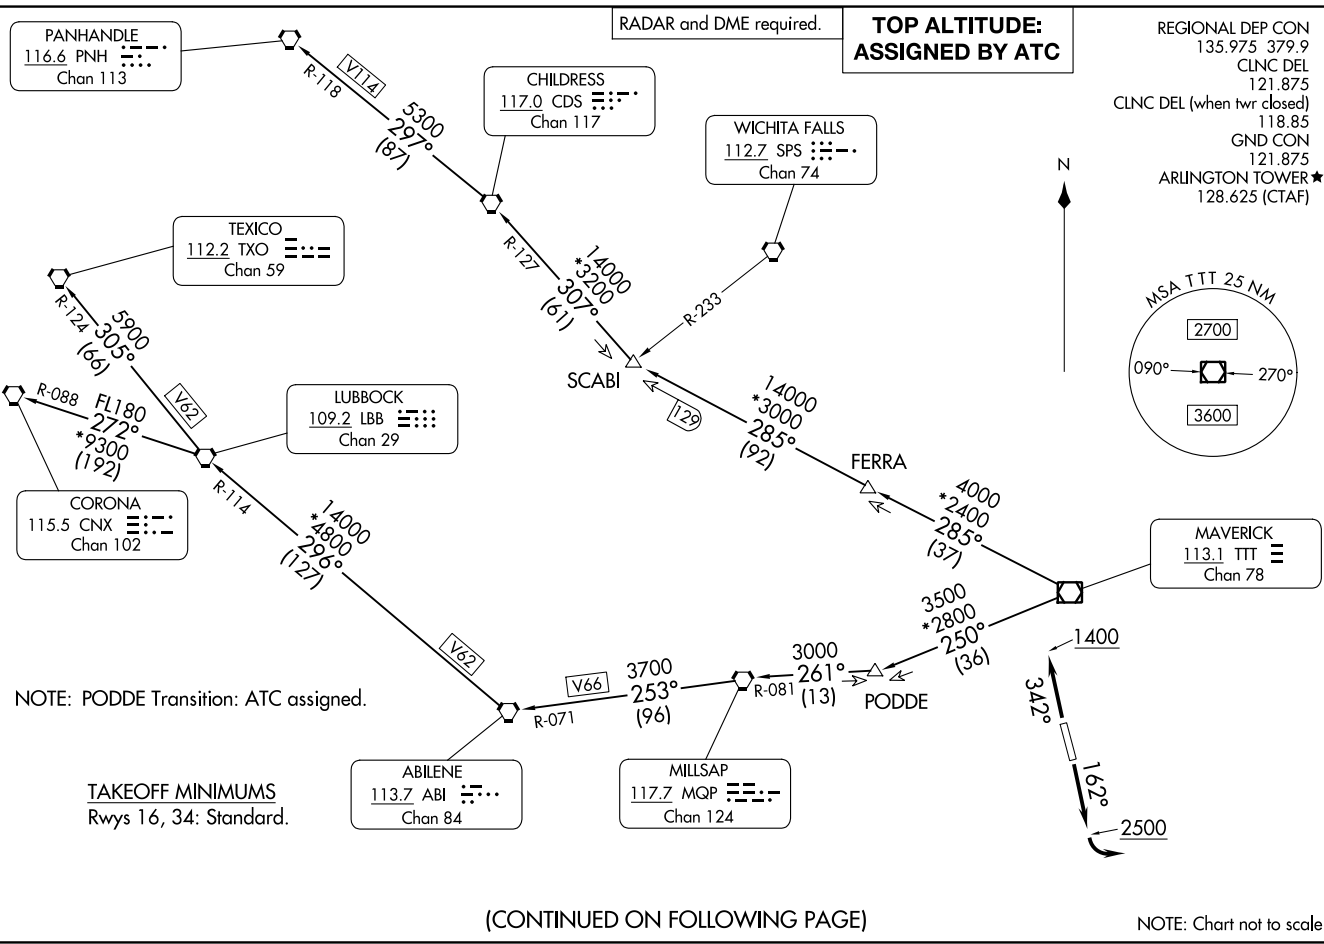 RADAR and DME required.
TOP ALTITUDE:
ASSIGNED BY ATC
REGIONAL DEP CON
135.975 379.9
CLNC DEL
121.875
CLNC DEL (when twr closed)
118.85
GND CON
121.875
ARLINGTON TOWER★
128.625 (CTAF)
PANHANDLE
116.6 PNH
Chan 113
R-118
V114
5300
297°
(87)
CHILDRESS
117.0 CDS
Chan 117
WICHITA FALLS
112.7 SPS
Chan 74
N
R-127
14000
*3200
307°
(61)
R-233
SCABI
129
TEXICO
112.2 TXO
Chan 59
R-124
5900
305°
(66)
V62
R-088
FL180
272°
*9300
(192)
LUBBOCK
109.2 LBB
Chan 29
CORONA
115.5 CNX
Chan 102
R-114
14000
*4800
296°
(127)
V62
14000
*3000
285°
(92)
FERRA
4000
*2400
285°
(37)
MSA TTT 25 NM
2700
090°
270°
3600
MAVERICK
113.1 TTT
Chan 78
3500
*2800
250°
(36)
PODDE
3000
261°
(13)
R-081
3700
253°
(96)
V66
R-071
1400
342°
162°
2500
NOTE: PODDE Transition: ATC assigned.
ABILENE
113.7 ABI
Chan 84
MILLSAP
117.7 MQP
Chan 124
TAKEOFF MINIMUMS
Rwys 16, 34: Standard.
(CONTINUED ON FOLLOWING PAGE)
NOTE: Chart not to scale